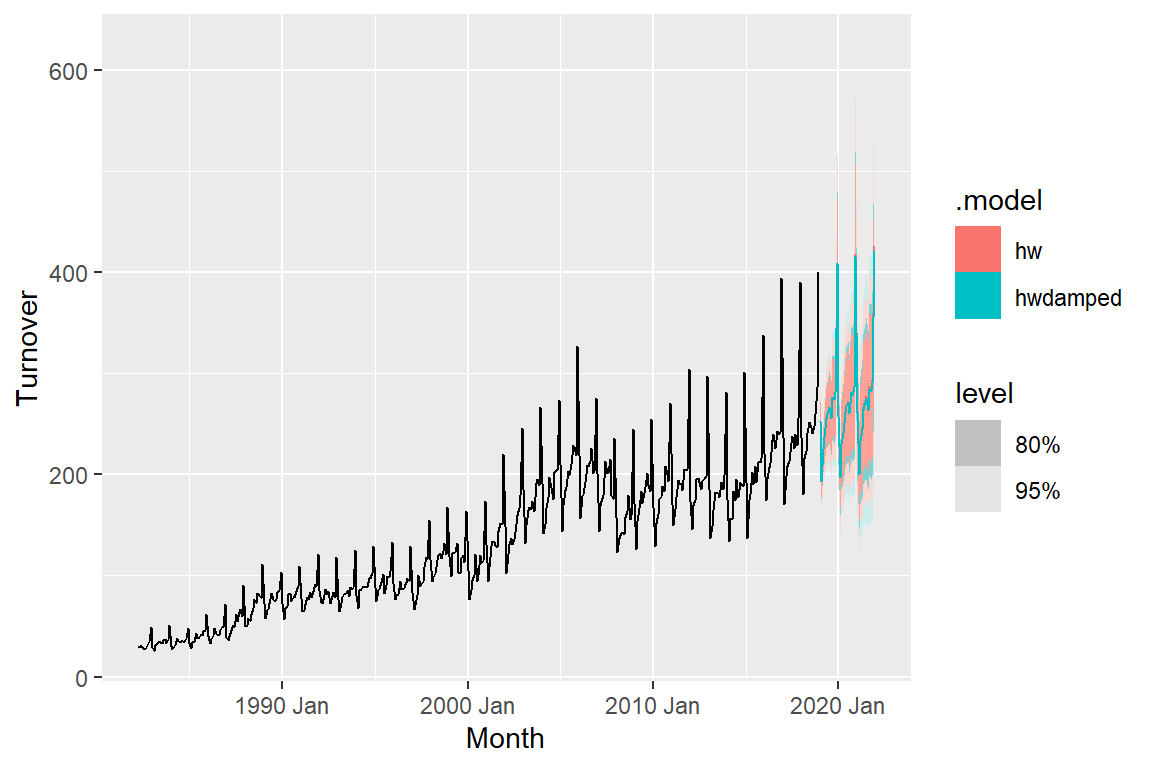 600
400
200
0
Turnover
1990 Jan
2000 Jan
2010 Jan
2020 Jan
Month
.model
hw
hwdamped
level
80%
95%